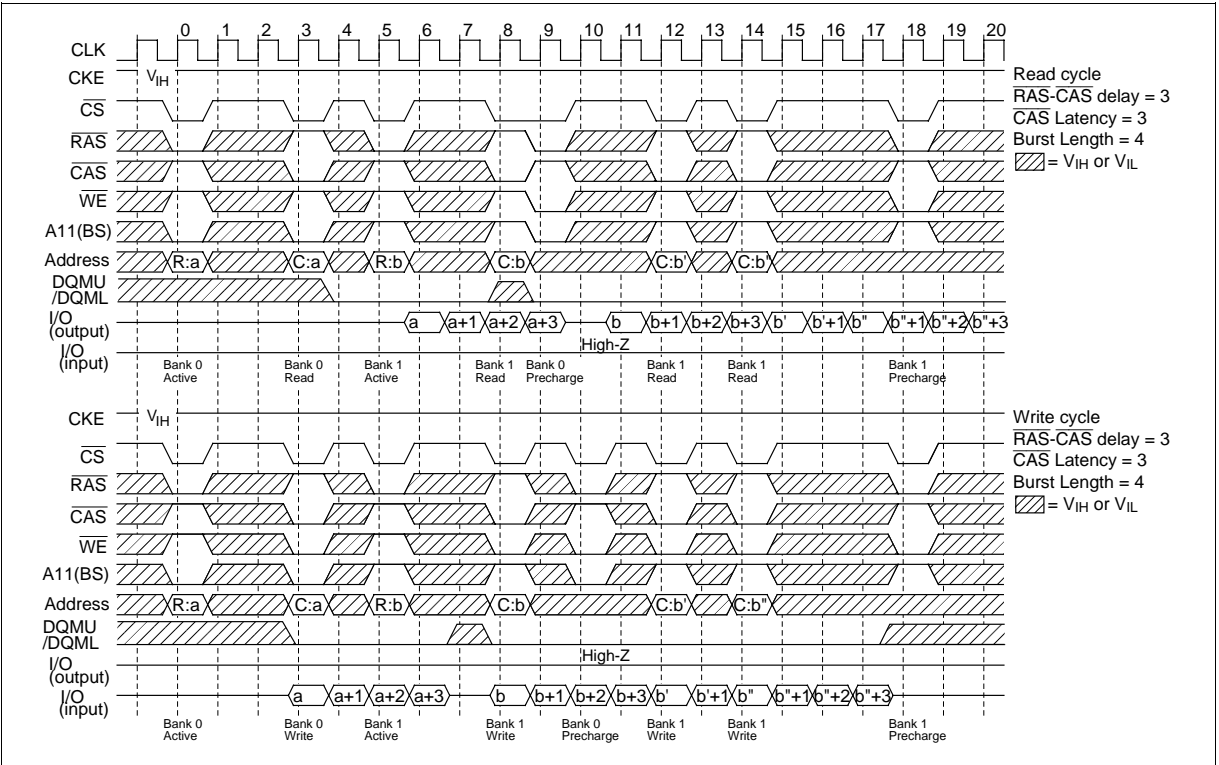 0 1 2 3 4 5 6 7 8 9 10 11 12 13 14 15 16 17 18 19 20
CLK
CKE VIH
CS
RAS
CAS
WE
A11(BS)
Address R:a C:a R:b C:b C:b' C:b"
DQMU
/DQML
I/O
(output) a a+1 a+2 a+3 b b+1 b+2 b+3 b' b'+1 b" b"+1 b"+2 b"+3
I/O
(input) High-Z
Bank 0 Active
Bank 0 Read
Bank 1 Active
Bank 1 Read
Bank 0 Precharge
Bank 1 Read
Bank 1 Read
Bank 1 Precharge
Read cycle
RAS-CAS delay = 3
CAS Latency = 3
Burst Length = 4
= VIH or VIL
CKE VIH
CS
RAS
CAS
WE
A11(BS)
Address R:a C:a R:b C:b C:b' C:b"
DQMU
/DQML
I/O
(output) High-Z
I/O
(input) a a+1 a+2 a+3 b b+1 b+2 b+3 b' b'+1 b" b"+1 b"+2 b"+3
Bank 0 Active
Bank 0 Write
Bank 1 Active
Bank 1 Write
Bank 0 Precharge
Bank 1 Write
Bank 1 Write
Bank 1 Precharge
Write cycle
RAS-CAS delay = 3
CAS Latency = 3
Burst Length = 4
= VIH or VIL